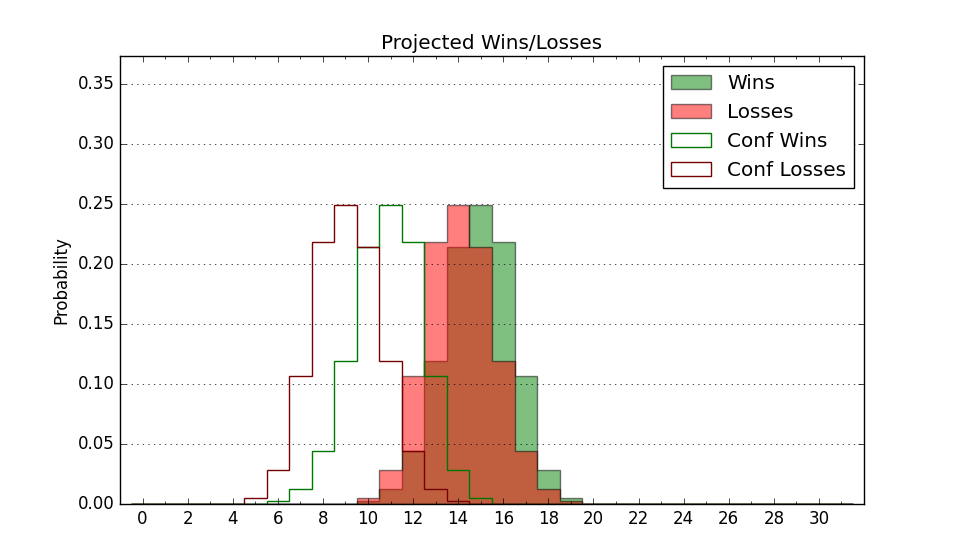 Projected Wins/Losses
Probability
0.35
0.30
0.25
0.20
0.15
0.10
0.05
0.00
0 2 4 6 8 10 12 14 16 18 20 22 24 26 28 30
Wins
Losses
Conf Wins
Conf Losses